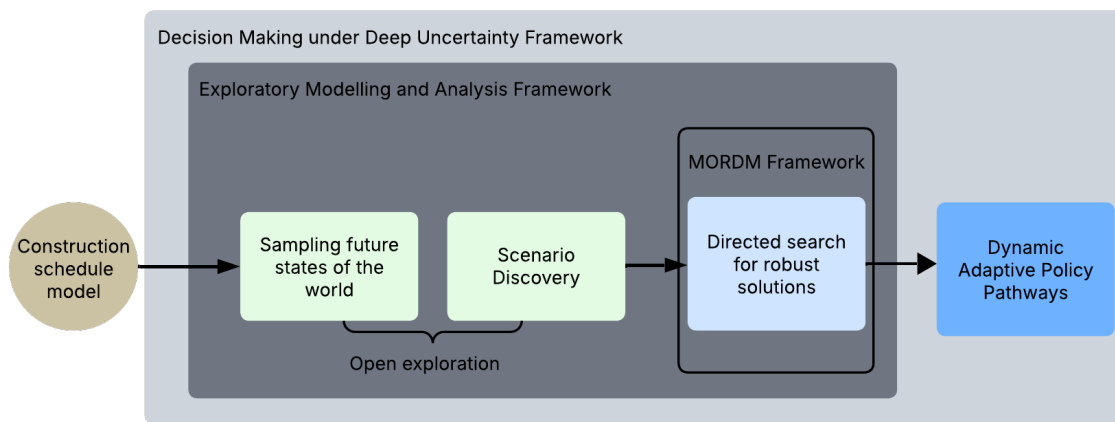 Decision Making under Deep Uncertainty Framework
Exploratory Modelling and Analysis Framework
MORDM Framework
Construction
schedule
model
Sampling future
states of the
world
Scenario
Discovery
Directed search
for robust
solutions
Dynamic
Adaptive Policy
Pathways
Open exploration